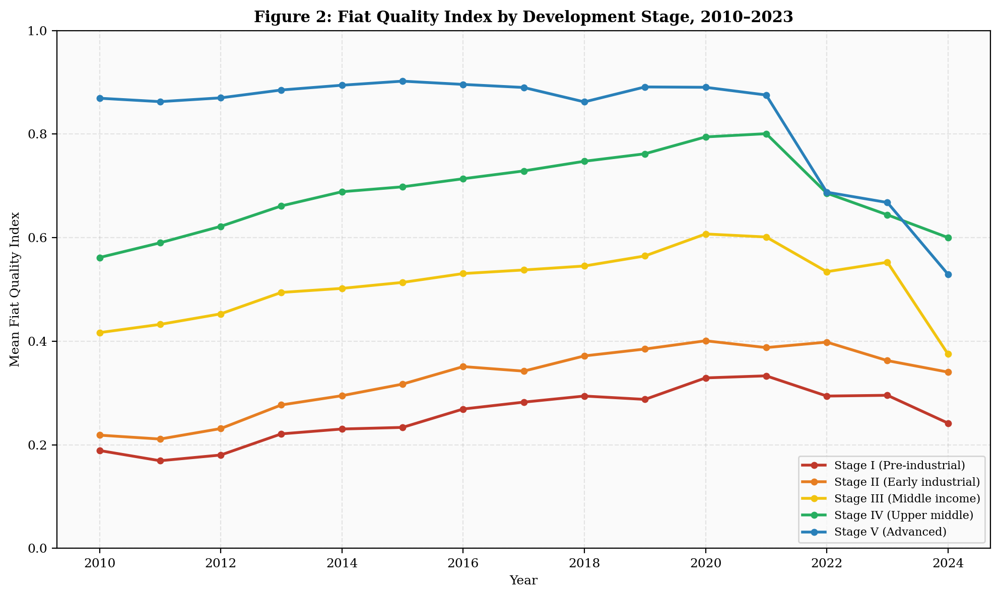 Figure 2: Fiat Quality Index by Development Stage, 2010–2023
1.0
0.8
0.6
0.4
0.2
0.0
Mean Fiat Quality Index
2010 2012 2014 2016 2018 2020 2022 2024
Year
Stage I (Pre-industrial)
Stage II (Early industrial)
Stage III (Middle income)
Stage IV (Upper middle)
Stage V (Advanced)